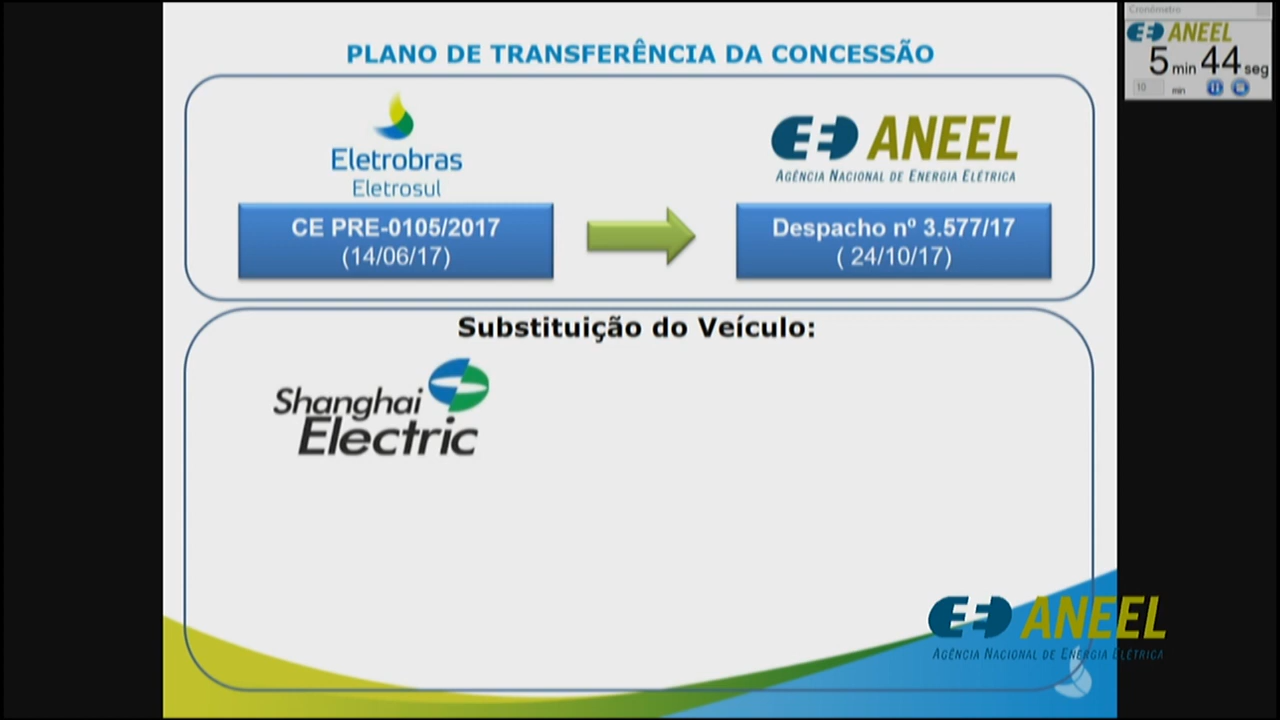 PLANO DE TRANSFERÊNCIA DA CONCESSÃO
Cronômetro
ANEEL
5 min 44 seg
10 min
Eletrobras
Eletrosul
ANEEL
AGÊNCIA NACIONAL DE ENERGIA ELÉTRICA
CE PRE-0105/2017
(14/06/17)
Despacho nº 3.577/17
( 24/10/17)
Substituição do Veículo:
Shanghai
Electric
ANEEL
AGÊNCIA NACIONAL DE ENERGIA ELÉTRICA